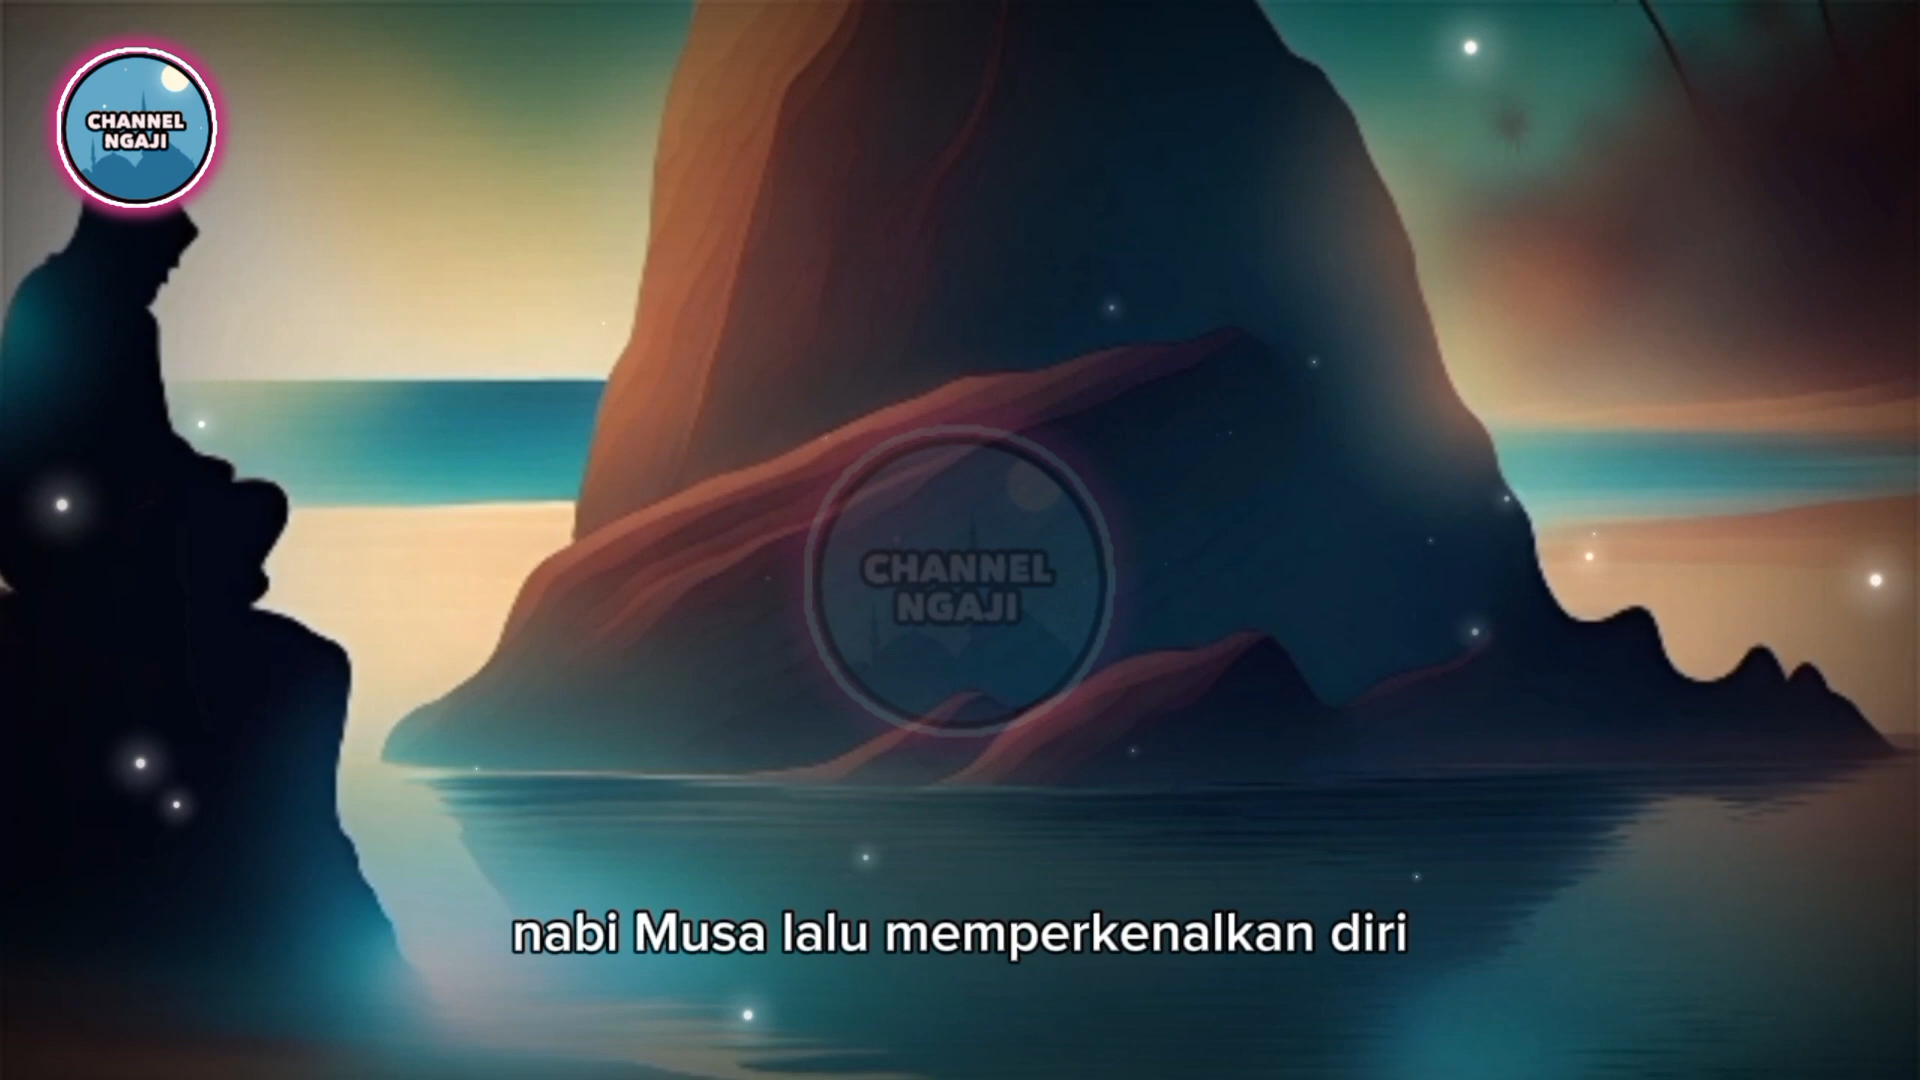 CHANNEL
NGAJI
CHANNEL
NGAJI
nabi Musa lalu memperkenalkan diri